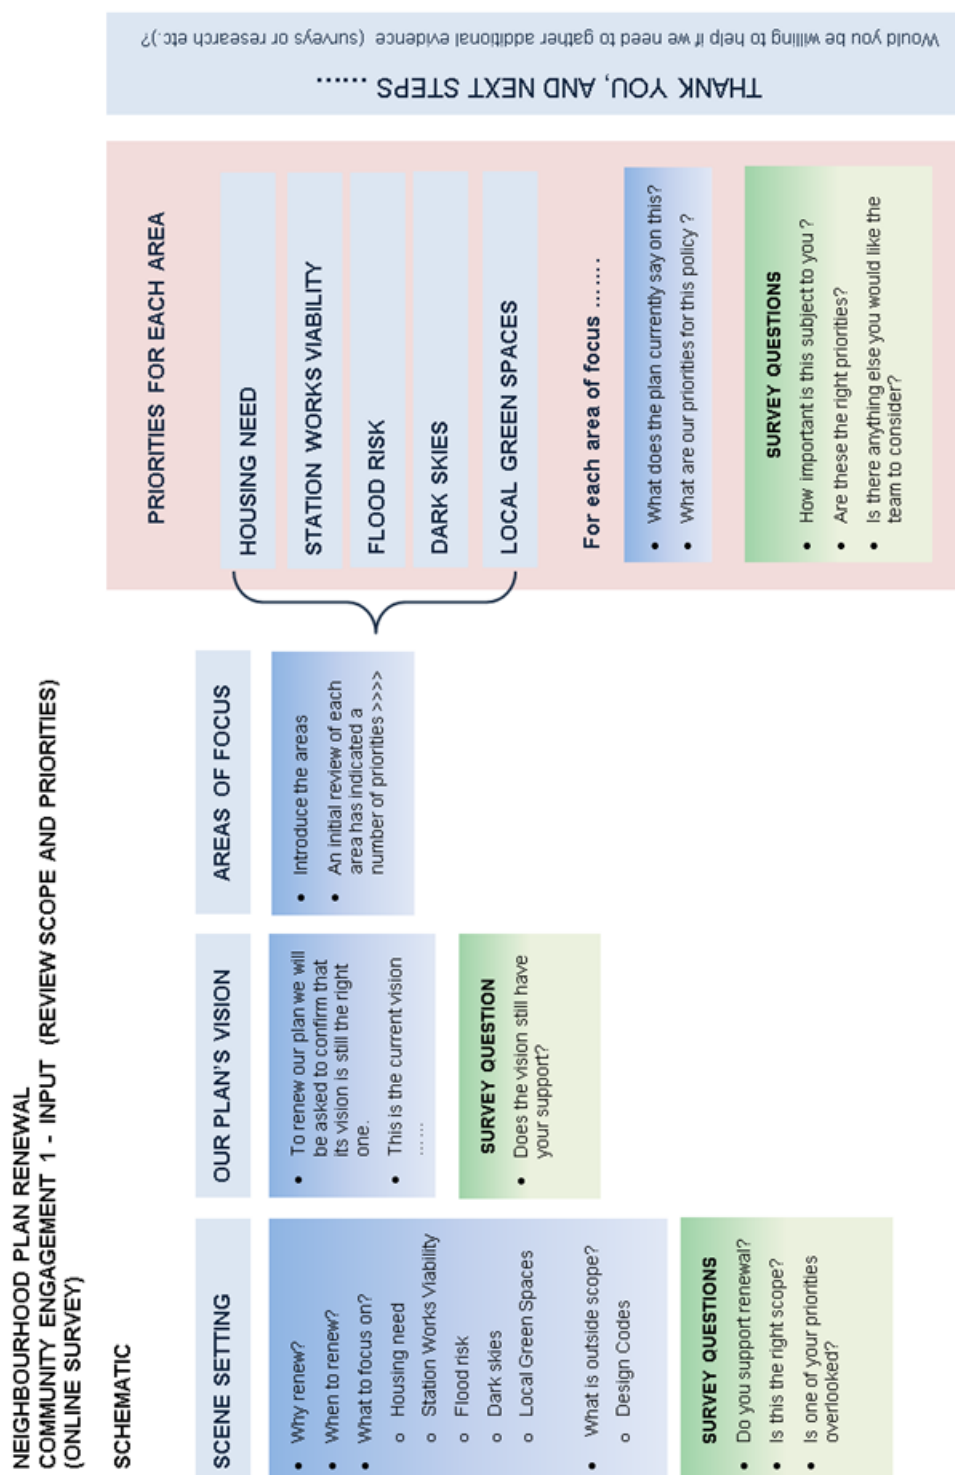 NEIGHBOURHOOD PLAN RENEWAL
COMMUNITY ENGAGEMENT 1 - INPUT (REVIEW SCOPE AND PRIORITIES)
(ONLINE SURVEY)
SCHEMATIC
SCENE SETTING
• Why renew?
• When to renew?
• What to focus on?
o Housing need
o Station Works Viability
o Flood risk
o Dark skies
o Local Green Spaces
• What is outside scope?
o Design Codes
SURVEY QUESTIONS
• Do you support renewal?
• Is this the right scope?
• Is one of your priorities
overlooked?
OUR PLAN'S VISION
• To renew our plan we will
be asked to confirm that
its vision is still the right
one.
• This is the current vision
……
SURVEY QUESTION
• Does the vision still have
your support?
AREAS OF FOCUS
• Introduce the areas
• An initial review of each
area has indicated a
number of priorities >>>>
PRIORITIES FOR EACH AREA
HOUSING NEED
STATION WORKS VIABILITY
FLOOD RISK
DARK SKIES
LOCAL GREEN SPACES
For each area of focus …….
• What does the plan currently say on this?
• What are our priorities for this policy ?
SURVEY QUESTIONS
• How important is this subject to you ?
• Are these the right priorities?
• Is there anything else you would like the
team to consider?
THANK YOU, AND NEXT STEPS ……
Would you be willing to help if we need to gather additional evidence (surveys or research etc.)?